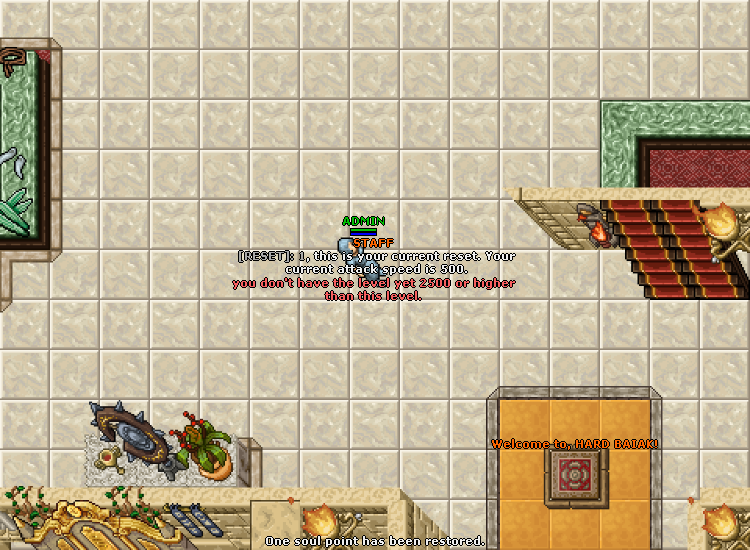 ADMIN
STAFF
[RESET]: 1, this is your current reset. Your
current attack speed is 500.
you don't have the level yet 2500 or higher
than this level.
Welcome to, HARD BAIAK!
One soul point has been restored.